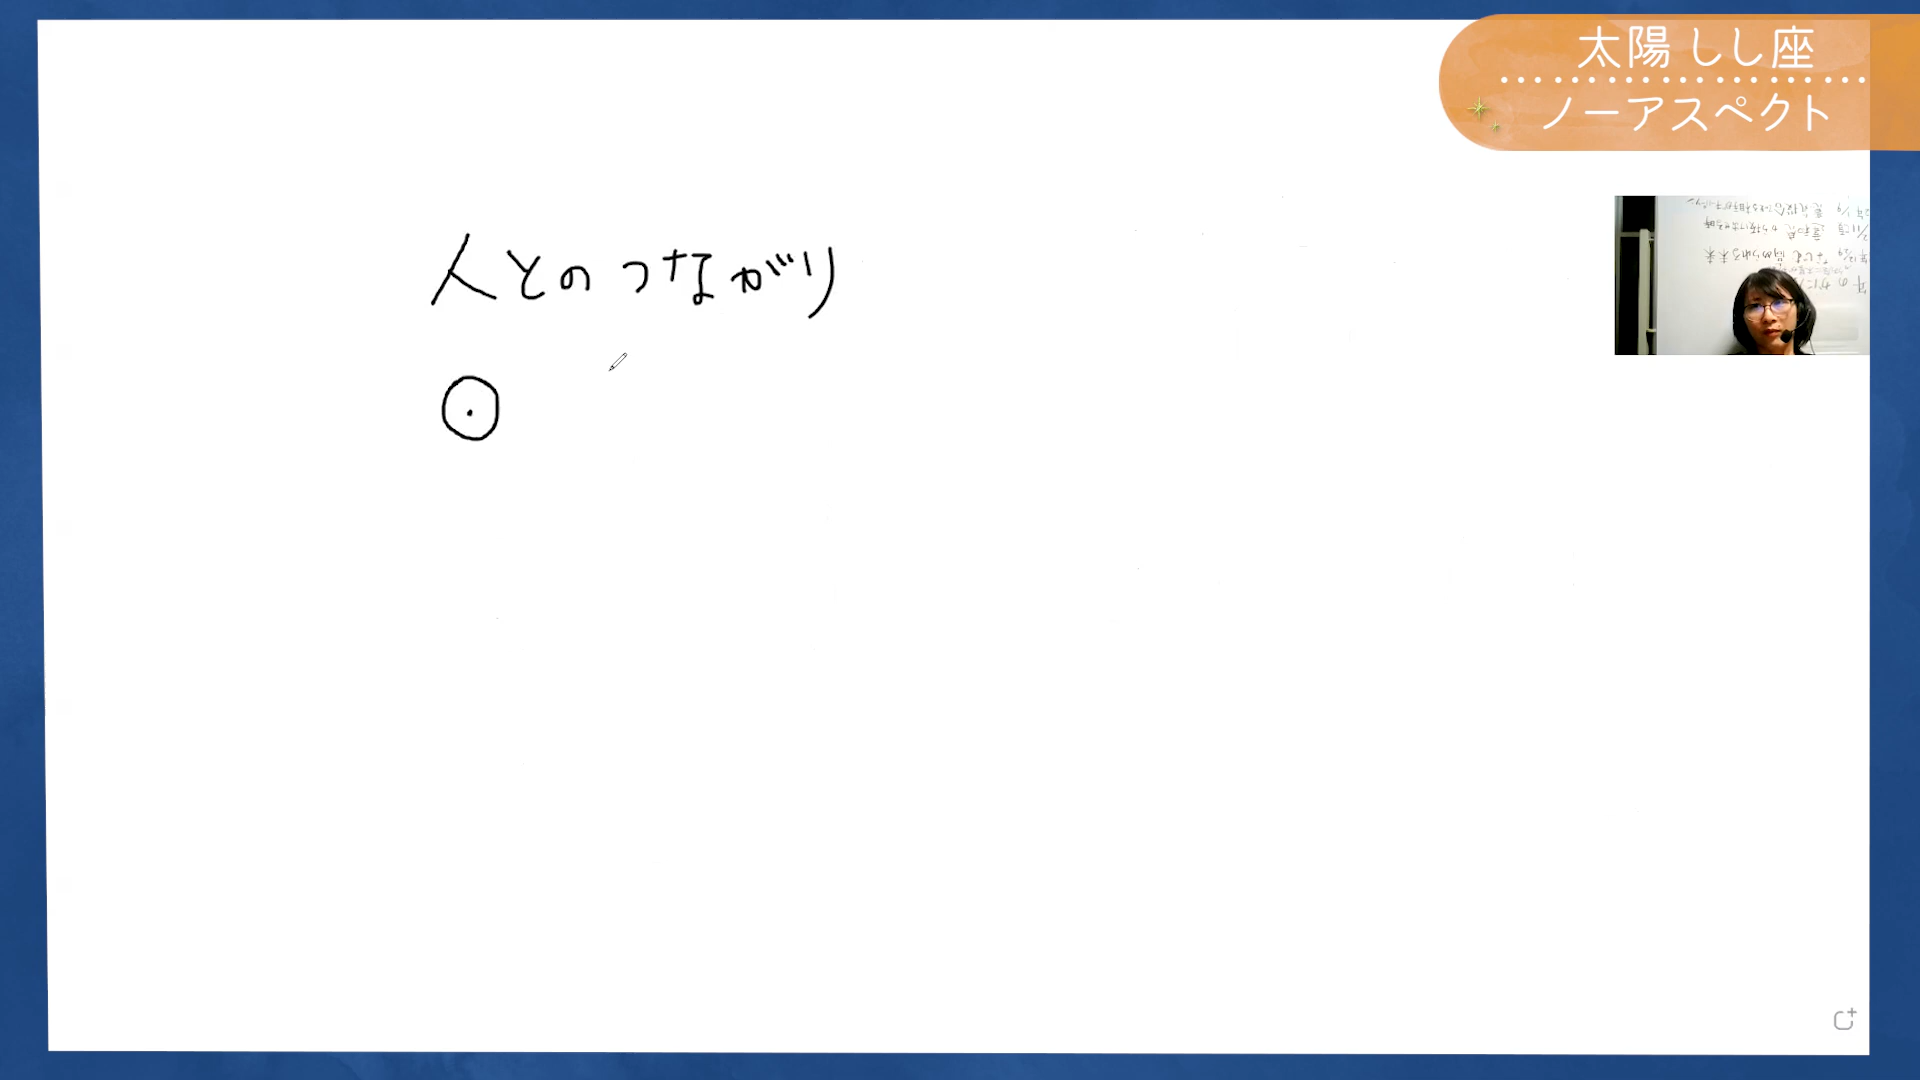 太陽 しし座
ノーアスペクト
人とのつながり